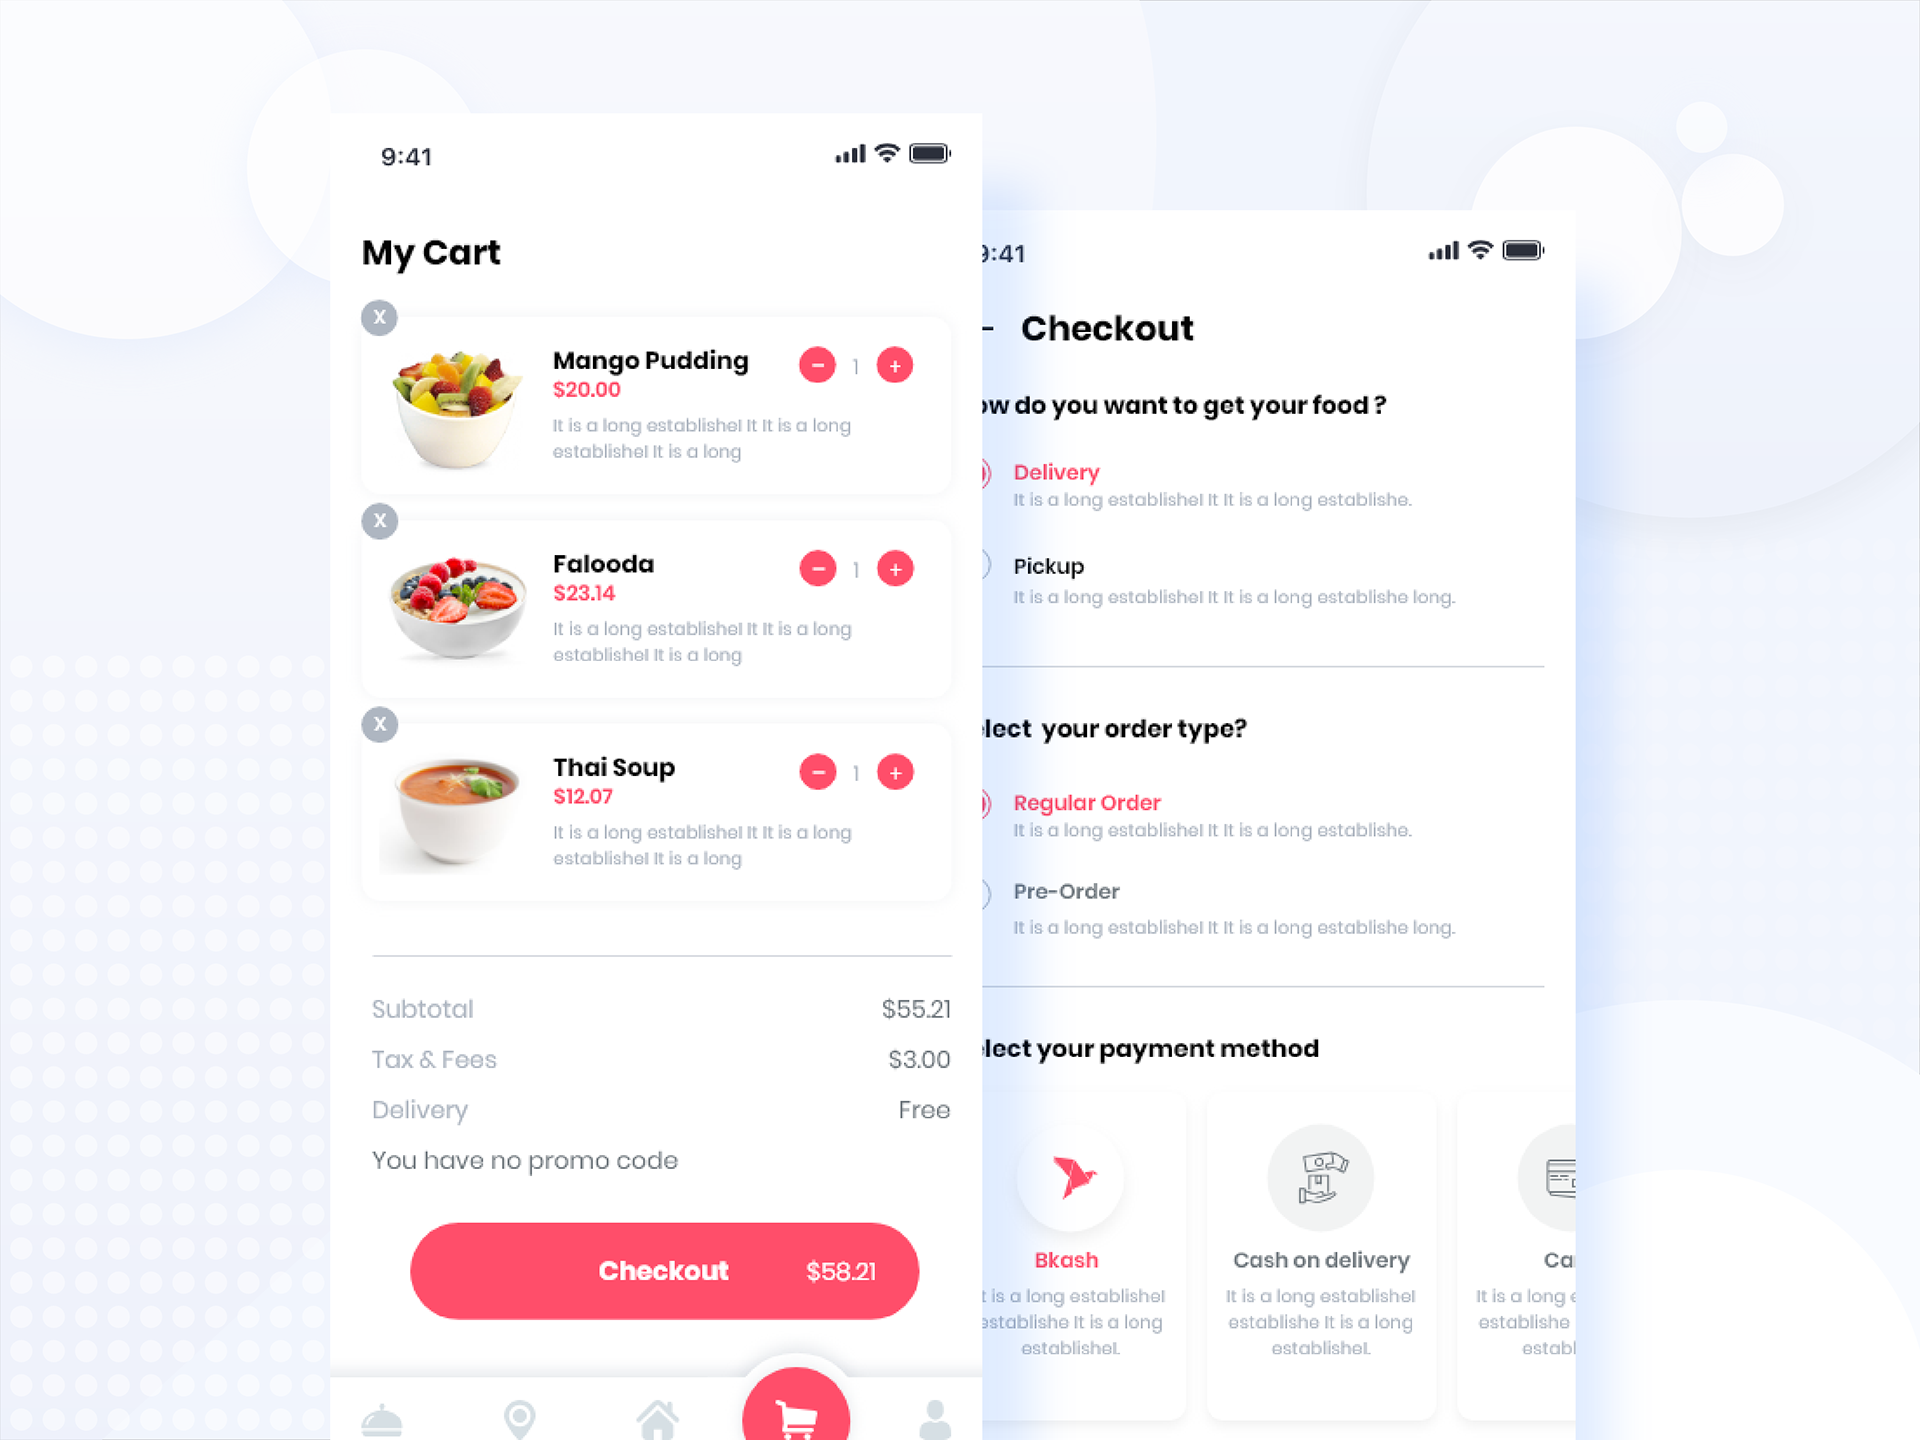 9:41
My Cart
X
Mango Pudding
$20.00
1
It is a long establishel It It is a long
establishel It is a long
X
Falooda
$23.14
1
It is a long establishel It It is a long
establishel It is a long
X
Thai Soup
$12.07
1
It is a long establishel It It is a long
establishel It is a long
Subtotal $55.21
Tax & Fees $3.00
Delivery Free
You have no promo code
Checkout $58.21
9:41
Checkout
ow do you want to get your food ?
Delivery
It is a long establishel It It is a long establishe.
Pickup
It is a long establishel It It is a long establishe long.
lect your order type?
Regular Order
It is a long establishel It It is a long establishe.
Pre-Order
It is a long establishel It It is a long establishe long.
lect your payment method
Bkash
t is a long establishel
establishe It is a long
establishel.
Cash on delivery
It is a long establishel
establishe It is a long
establishel.
Ca
It is a long
establishe
establ